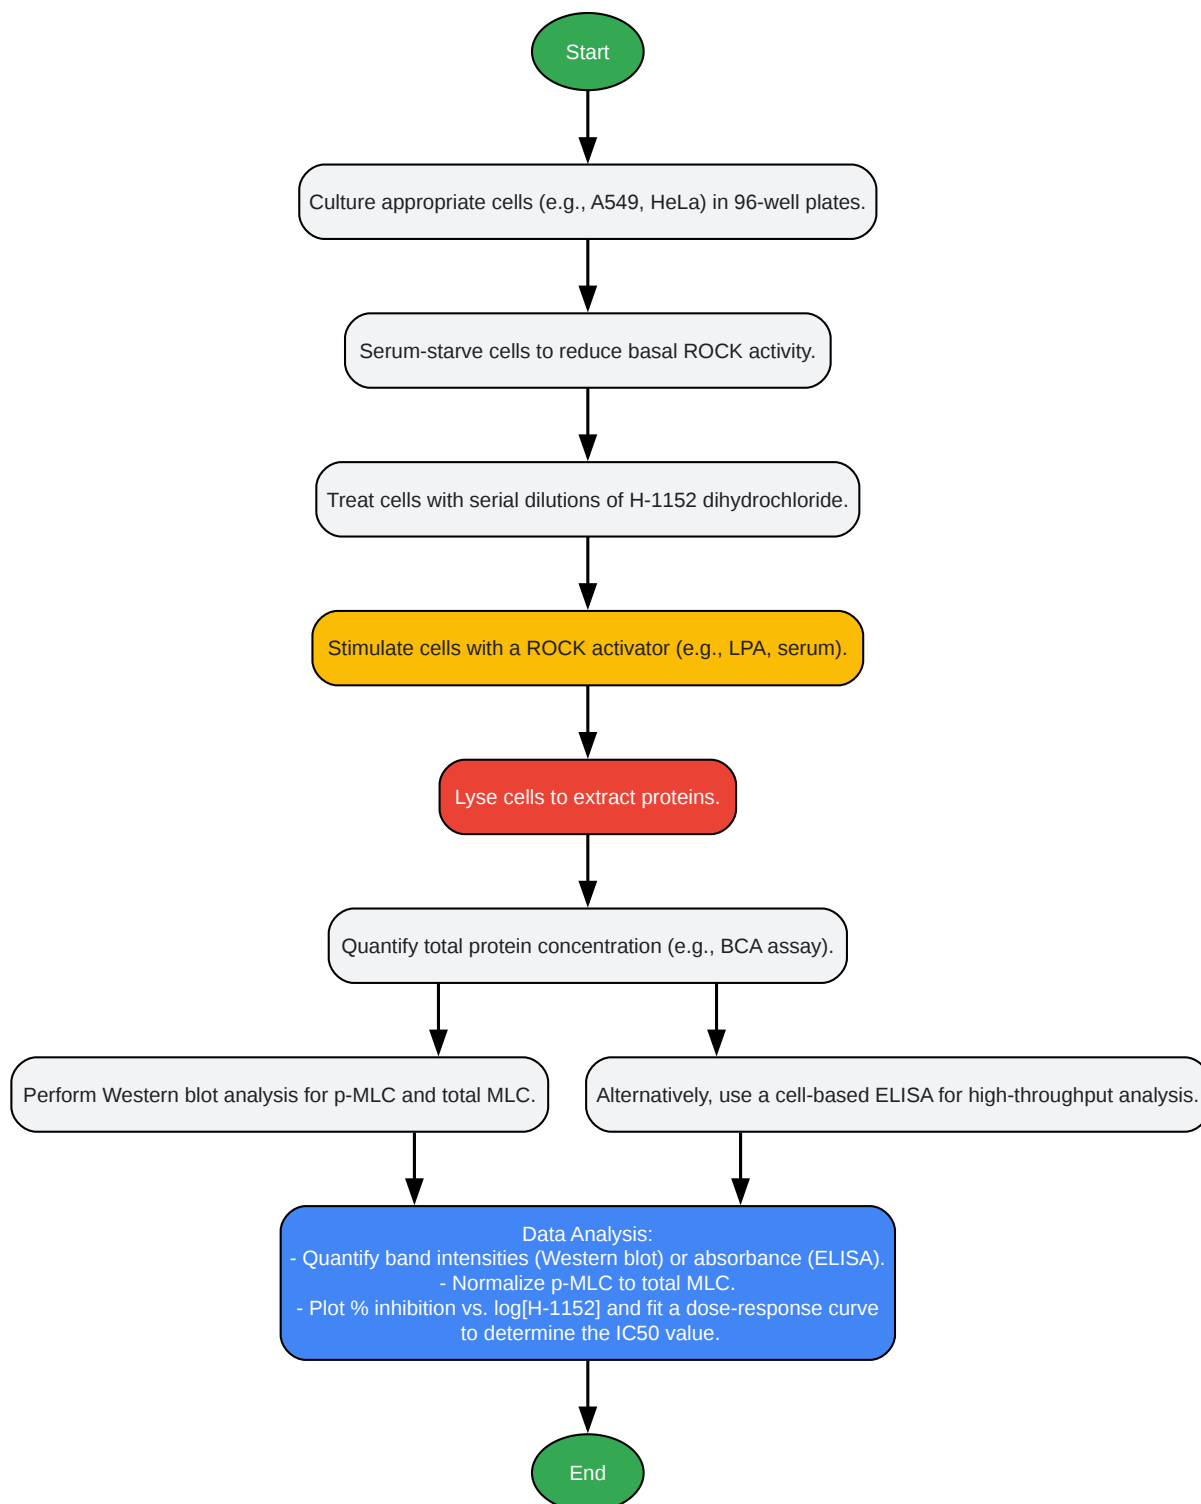 Start
Culture appropriate cells (e.g., A549, HeLa) in 96-well plates.
Serum-starve cells to reduce basal ROCK activity.
Treat cells with serial dilutions of H-1152 dihydrochloride.
Stimulate cells with a ROCK activator (e.g., LPA, serum).
Lyse cells to extract proteins.
Quantify total protein concentration (e.g., BCA assay).
Perform Western blot analysis for p-MLC and total MLC.
Alternatively, use a cell-based ELISA for high-throughput analysis.
Data Analysis:
- Quantify band intensities (Western blot) or absorbance (ELISA).
- Normalize p-MLC to total MLC.
- Plot % inhibition vs. log[H-1152] and fit a dose-response curve
to determine the IC50 value.
End